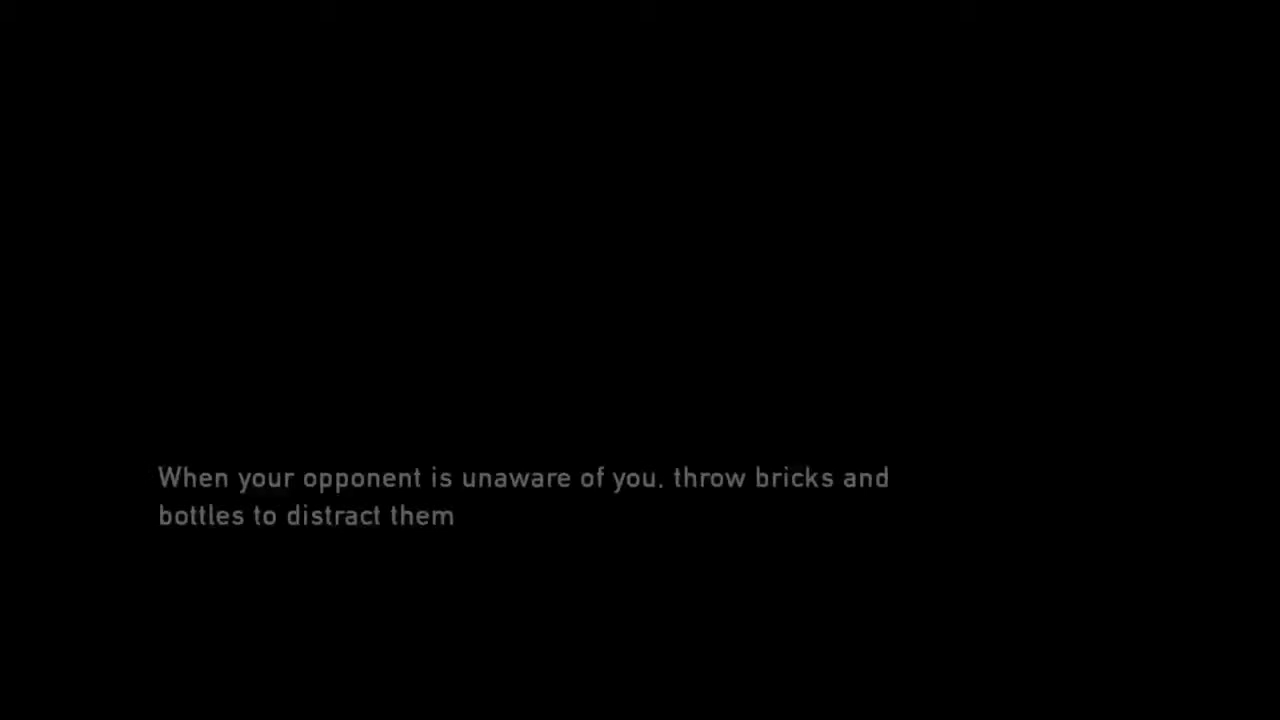 When your opponent is unaware of you, throw bricks and
bottles to distract them